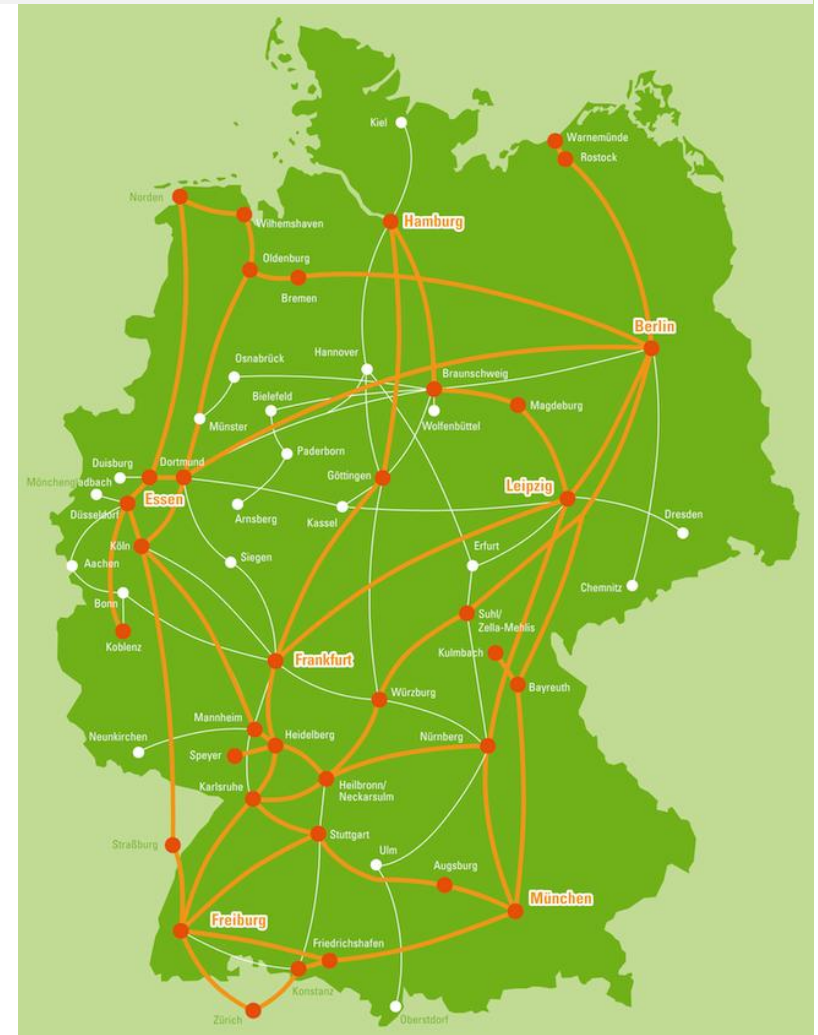 Kiel
Warnemünde
Rostock
Norden
Hamburg
Wilhemshaven
Oldenburg
Bremen
Berlin
Hannover
Osnabrück
Braunschweig
Bielefeld
Magdeburg
Münster
Wolfenbüttel
Paderborn
Duisburg
Dortmund
Göttingen
Mönchengladbach
Leipzig
Essen
Düsseldorf
Arnsberg
Kassel
Dresden
Köln
Siegen
Erfurt
Aachen
Chemnitz
Bonn
Suhl/
Zella-Mehlis
Koblenz
Kulmbach
Frankfurt
Bayreuth
Würzburg
Mannheim
Neunkirchen
Heidelberg
Nürnberg
Speyer
Karlsruhe
Heilbronn/
Neckarsulm
Stuttgart
Straßburg
Ulm
Augsburg
München
Freiburg
Friedrichshafen
Konstanz
Zürich
Oberstdorf